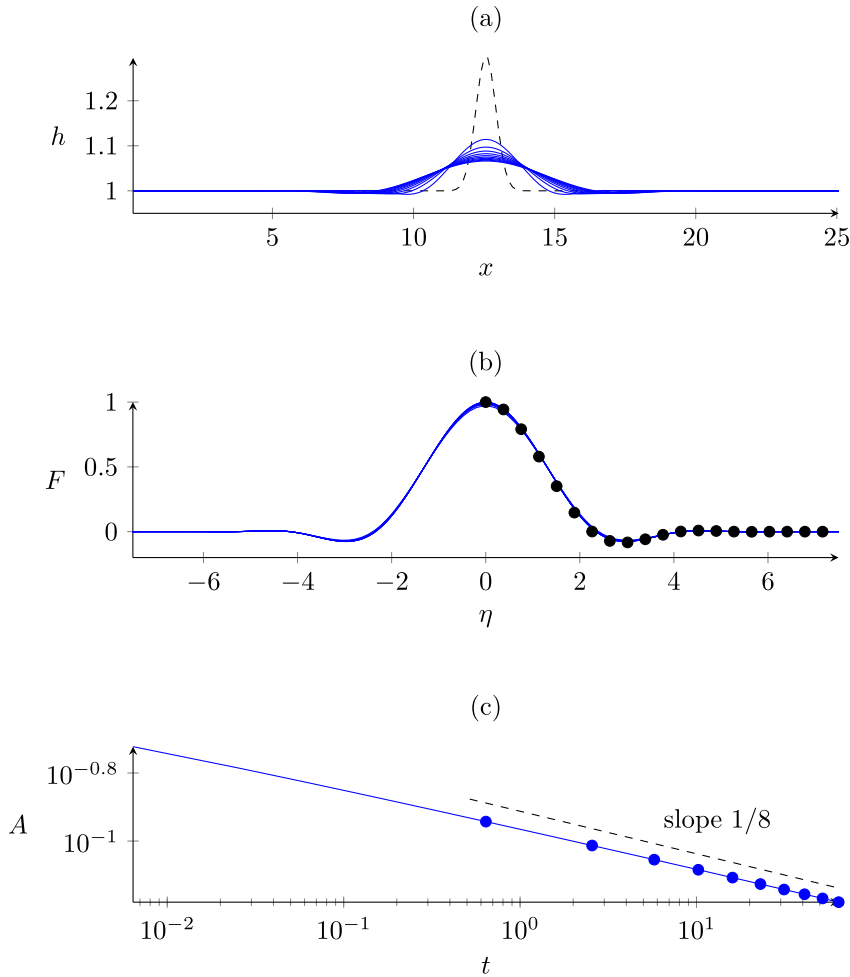 (a)
1.2
1.1
1
h
5 10 15 20 25
x
(b)
1
0.5
0
F
−6 −4 −2 0 2 4 6
η
(c)
10^{−0.8}
10^{−1}
A
slope 1/8
10^{−2} 10^{−1} 10^{0} 10^{1}
t